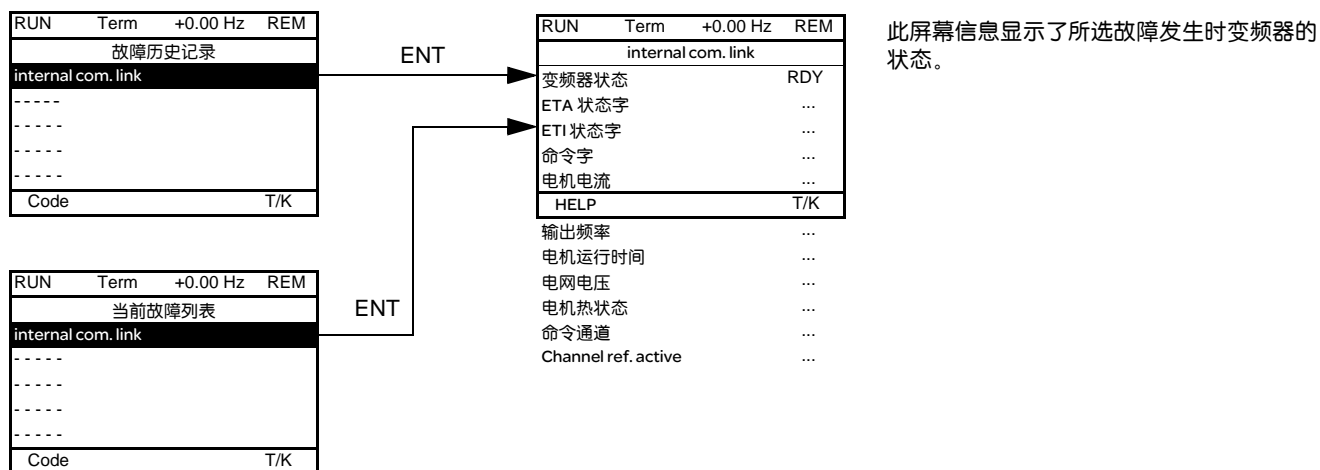 RUN Term +0.00 Hz REM
故障历史记录
internal com. link
- - - - -
- - - - -
- - - - -
- - - - -
Code T/K
ENT
RUN Term +0.00 Hz REM
当前故障列表
internal com. link
- - - - -
- - - - -
- - - - -
- - - - -
Code T/K
ENT
RUN Term +0.00 Hz REM
internal com. link
变频器状态 RDY
ETA 状态字 ...
ETI 状态字 ...
命令字 ...
电机电流 ...
HELP T/K
输出频率 ...
电机运行时间 ...
电网电压 ...
电机热状态 ...
命令通道 ...
Channel ref. active ...
此屏幕信息显示了所选故障发生时变频器的
状态。